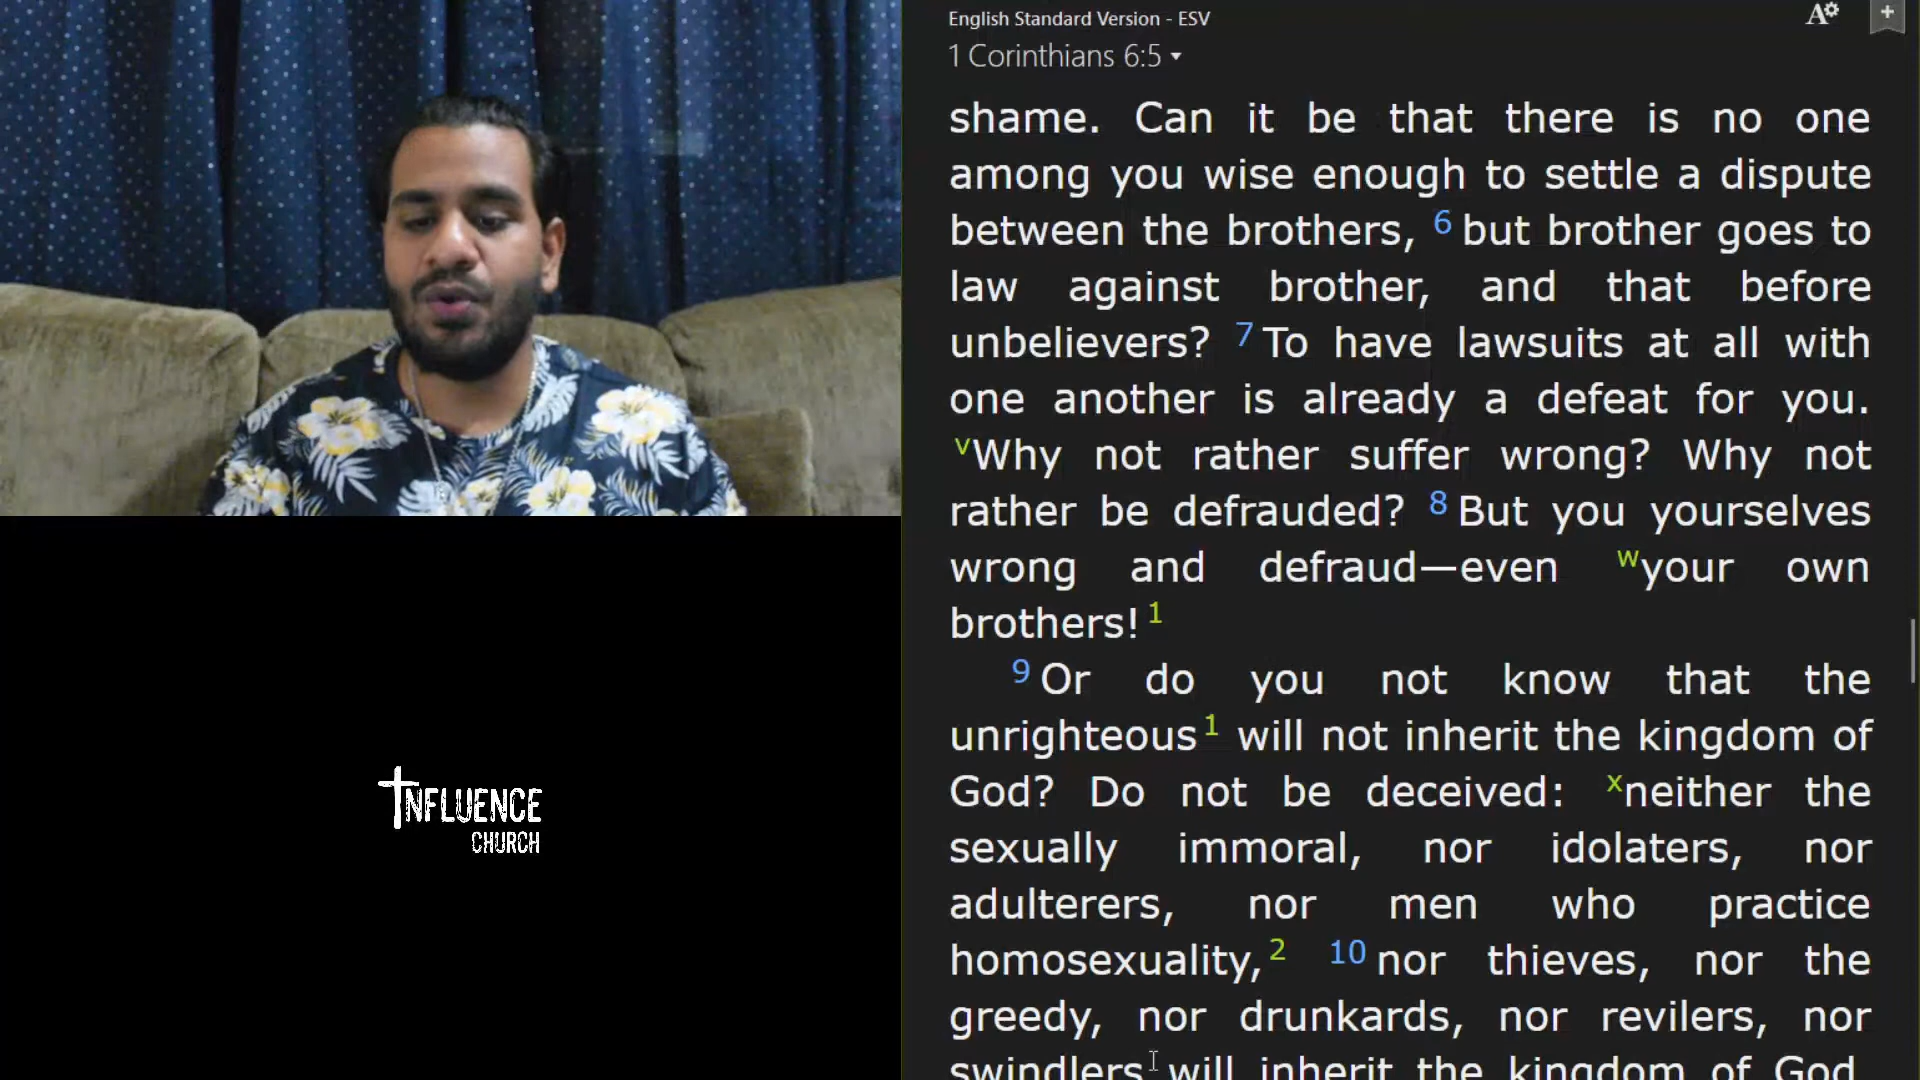 English Standard Version - ESV
1 Corinthians 6:5
shame. Can it be that there is no one
among you wise enough to settle a dispute
between the brothers, 6 but brother goes to
law against brother, and that before
unbelievers? 7 To have lawsuits at all with
one another is already a defeat for you.
vWhy not rather suffer wrong? Why not
rather be defrauded? 8 But you yourselves
wrong and defraud—even wyour own
brothers!1
9 Or do you not know that the
unrighteous1 will not inherit the kingdom of
God? Do not be deceived: xneither the
sexually immoral, nor idolaters, nor
adulterers, nor men who practice
homosexuality,2 10 nor thieves, nor the
greedy, nor drunkards, nor revilers, nor
swindlers will inherit the kingdom of God.
INFLUENCE
CHURCH